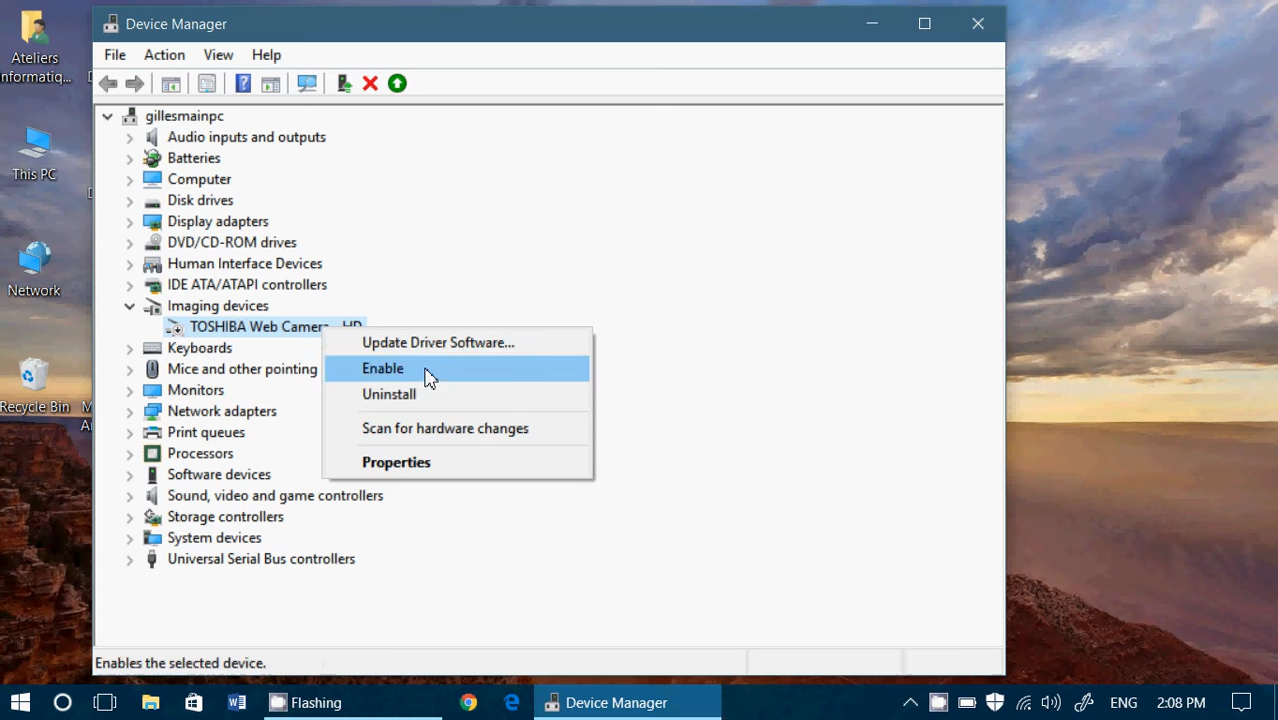 Device Manager
File Action View Help
gillesmainpc
Audio inputs and outputs
Batteries
Computer
Disk drives
Display adapters
DVD/CD-ROM drives
Human Interface Devices
IDE ATA/ATAPI controllers
Imaging devices
TOSHIBA Web Camera - HD
Keyboards
Mice and other pointing
Monitors
Network adapters
Print queues
Processors
Software devices
Sound, video and game controllers
Storage controllers
System devices
Universal Serial Bus controllers
Update Driver Software...
Enable
Uninstall
Scan for hardware changes
Properties
Enables the selected device.
Ateliers
nformatiq...
This PC
Network
Recycle Bin
Flashing
Device Manager
ENG
2:08 PM